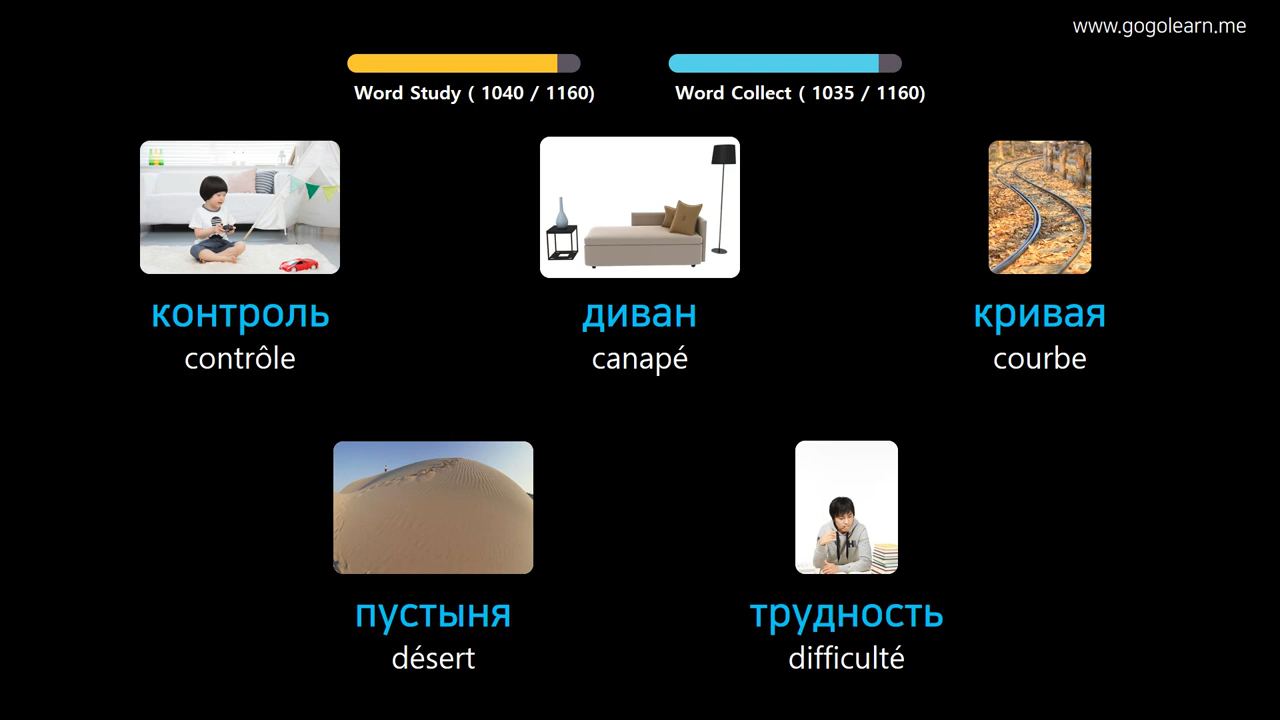 www.gogolearn.me
Word Study ( 1040 / 1160)
Word Collect ( 1035 / 1160)
контроль
contrôle
диван
canapé
кривая
courbe
пустыня
désert
трудность
difficulté